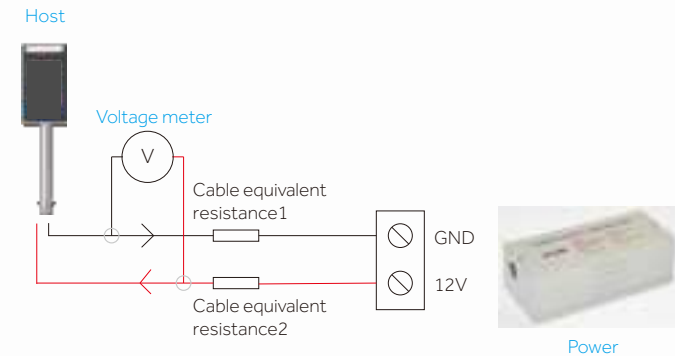 Host
Voltage meter
V
Cable equivalent
resistance1
GND
12V
Cable equivalent
resistance2
Power